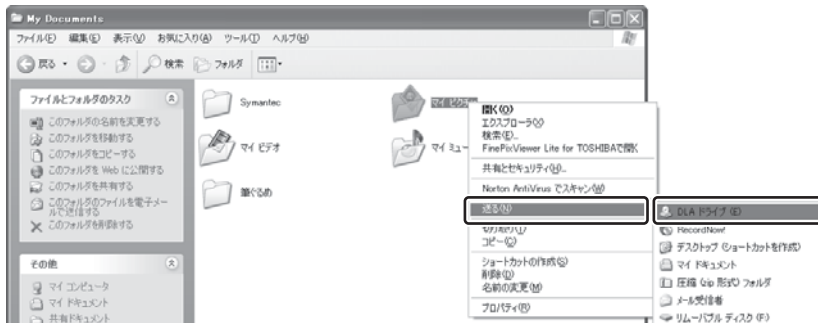 My Documents
ファイル(F) 編集(E) 表示(V) お気に入り(A) ツール(T) ヘルプ(H)
戻る 検索 フォルダ
ファイルとフォルダのタスク
このフォルダの名前を変更する
このフォルダを移動する
このフォルダをコピーする
このフォルダを Web に公開する
このフォルダを共有する
このフォルダのファイルを電子メールで送信する
このフォルダを削除する
その他
マイ コンピュータ
マイ ドキュメント
共有ドキュメント
Symantec
マイ ピクチャ
マイ ビデオ
マイ ミュー
筆ぐるめ
開く(O)
エクスプローラ(X)
検索(E)...
FinePixViewer Lite for TOSHIBAで開く
共有とセキュリティ(H)...
Norton AntiVirus でスキャン(W)
送る(N)
切り取り(T)
コピー(C)
ショートカットの作成(S)
削除(D)
名前の変更(M)
プロパティ(R)
DLA ドライブ (E)
RecordNow!
デスクトップ (ショートカットを作成)
マイ ドキュメント
圧縮 (zip 形式) フォルダ
メール受信者
リムーバブル ディスク (F)